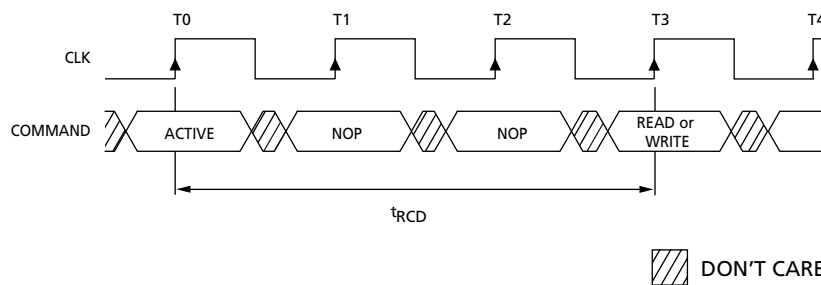 T0 T1 T2 T3 T4
CLK
COMMAND ACTIVE NOP NOP READ or
WRITE
tRCD
DON'T CARE